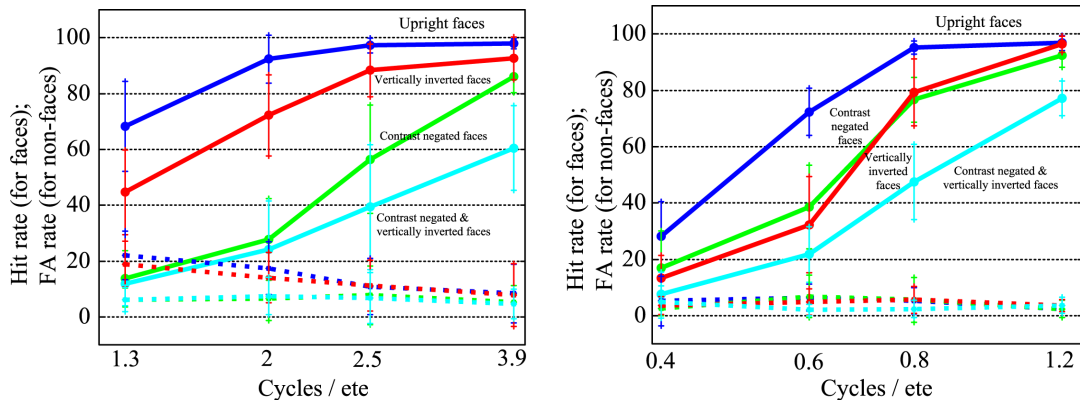 Hit rate (for faces);
FA rate (for non-faces)
100
80
60
40
20
0
Upright faces
Vertically inverted faces
Contrast negated faces
Contrast negated &
vertically inverted faces
1.3
2
2.5
3.9
Cycles / ete
Hit rate (for faces);
FA rate (for non-faces)
100
80
60
40
20
0
Upright faces
Contrast
negated
faces
Vertically
inverted
faces
Contrast negated &
vertically inverted faces
0.4
0.6
0.8
1.2
Cycles / ete